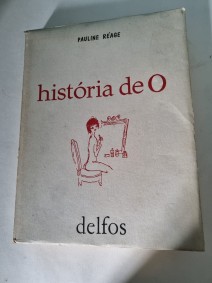 PAULINE RÉAGE
história de O
delfos